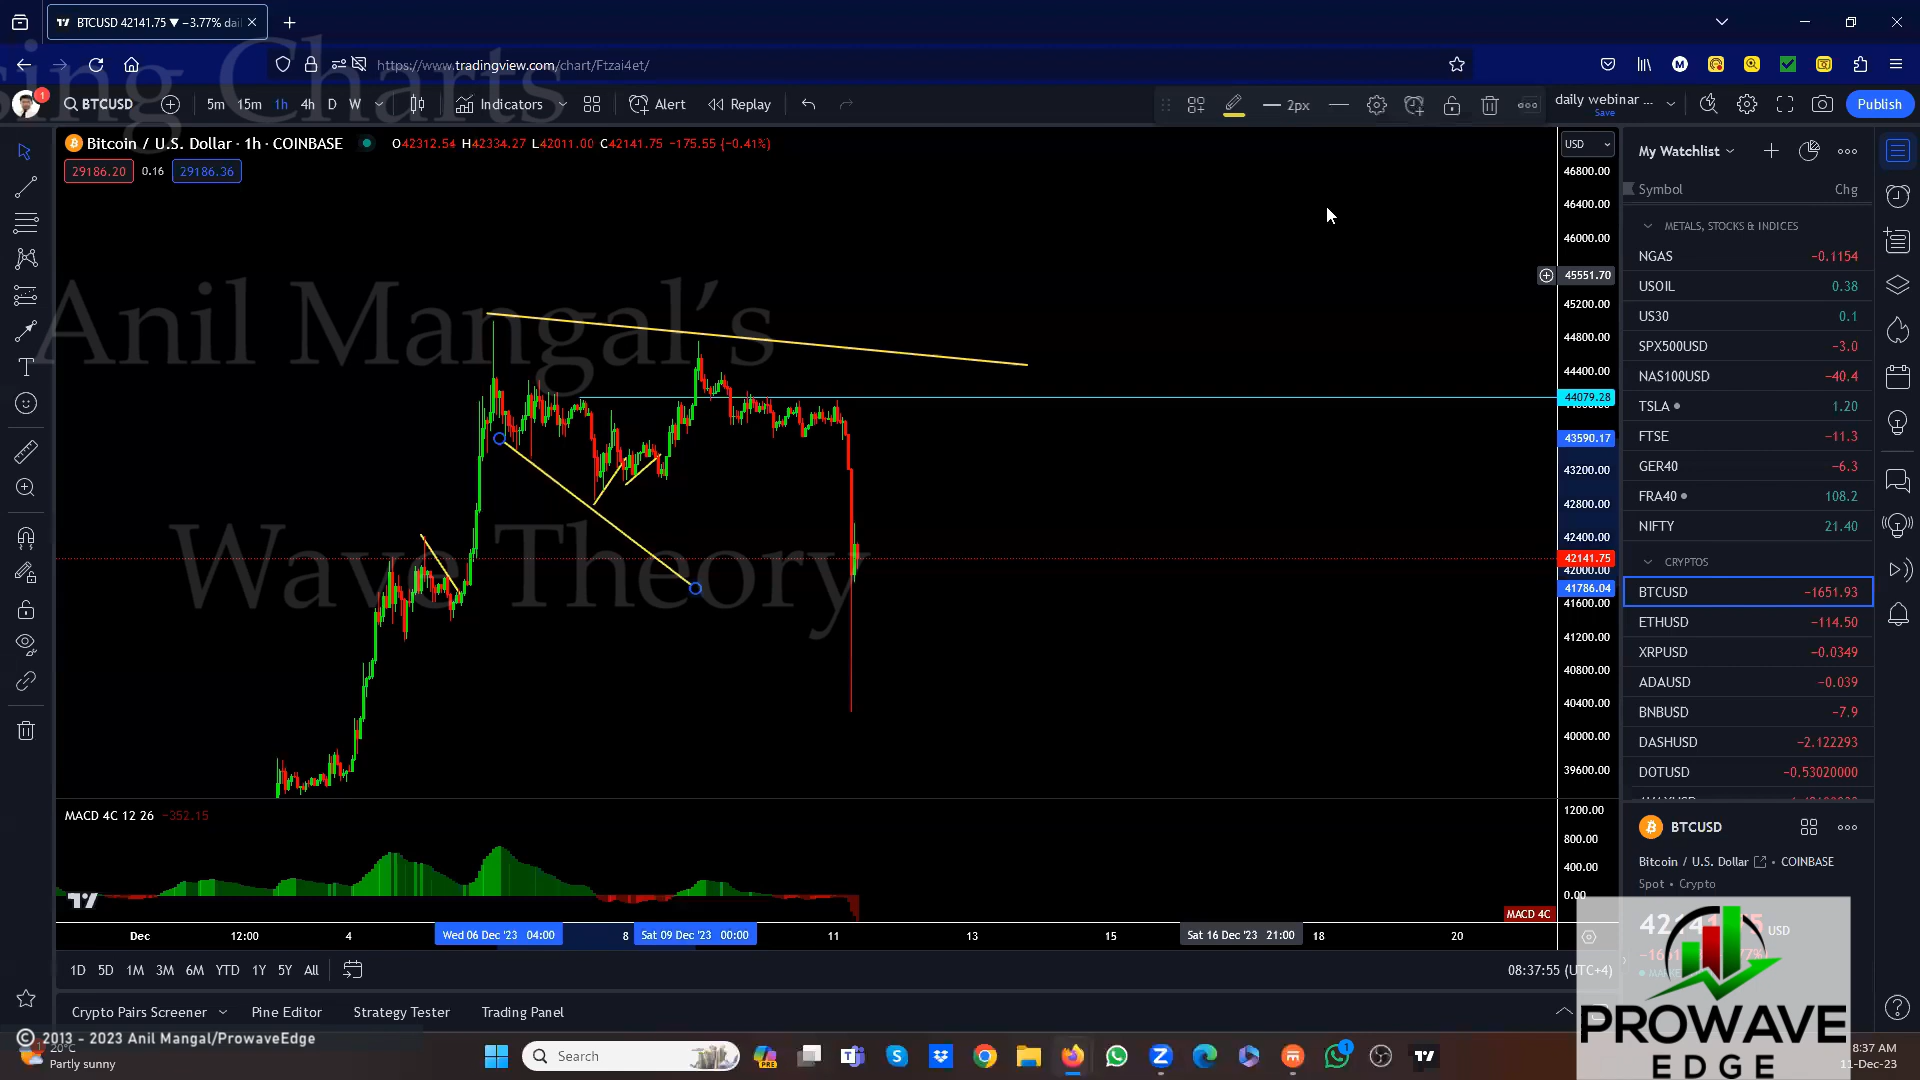 BTCUSD 42141.75 ▼ −3.77% dai
https://www.tradingview.com/chart/Ftzai4et/
sing Charts
1
BTCUSD
5m 15m 1h 4h D W
Indicators
Alert
Replay
2px
daily webinar ...
Save
Publish
Bitcoin / U.S. Dollar · 1h · COINBASE
O42312.54 H42334.27 L42011.00 C42141.75 −175.55 (−0.41%)
29186.20 0.16 29186.36
USD
46800.00
46400.00
46000.00
45551.70
45200.00
44800.00
44400.00
44079.28
43590.17
43200.00
42800.00
42400.00
42141.75
42000.00
41786.04
41600.00
41200.00
40800.00
40400.00
40000.00
39600.00
Anil Mangal's
Wave Theory
My Watchlist
Symbol Chg
METALS, STOCKS & INDICES
NGAS −0.1154
USOIL 0.38
US30 0.1
SPX500USD −3.0
NAS100USD −40.4
TSLA 1.20
FTSE −11.3
GER40 −6.3
FRA40 108.2
NIFTY 21.40
CRYPTOS
BTCUSD −1651.93
ETHUSD −114.50
XRPUSD −0.0349
ADAUSD −0.039
BNBUSD −7.9
DASHUSD −2.122293
DOTUSD −0.53020000
BTCUSD
Bitcoin / U.S. Dollar • COINBASE
Spot • Crypto
USD
MACD 4C 12 26 −352.15
1200.00
800.00
400.00
0.00
MACD 4C
Dec 12:00 4 Wed 06 Dec '23 04:00 8 Sat 09 Dec '23 00:00 11 13 15 Sat 16 Dec '23 21:00 18 20
1D 5D 1M 3M 6M YTD 1Y 5Y All
08:37:55 (UTC+4)
Crypto Pairs Screener Pine Editor Strategy Tester Trading Panel
© 2013 - 2023 Anil Mangal/ProwaveEdge
20°C
Partly sunny
Search
PRE
1
8:37 AM
11-Dec-23
PROWAVE
EDGE